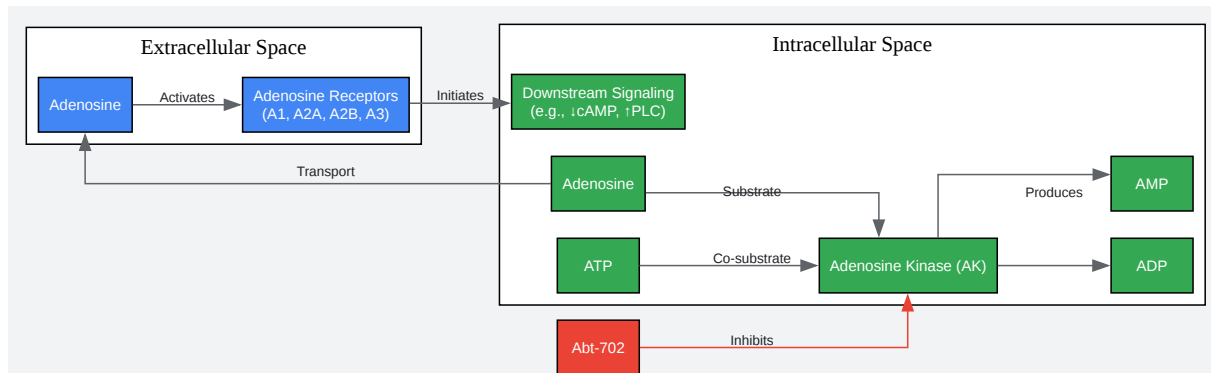 Extracellular Space
Intracellular Space
Adenosine
Activates
Adenosine Receptors
(A1, A2A, A2B, A3)
Initiates
Downstream Signaling
(e.g., ↓cAMP, ↑PLC)
Transport
Adenosine
Substrate
Produces
AMP
ATP
Co-substrate
Adenosine Kinase (AK)
ADP
Abt-702
Inhibits